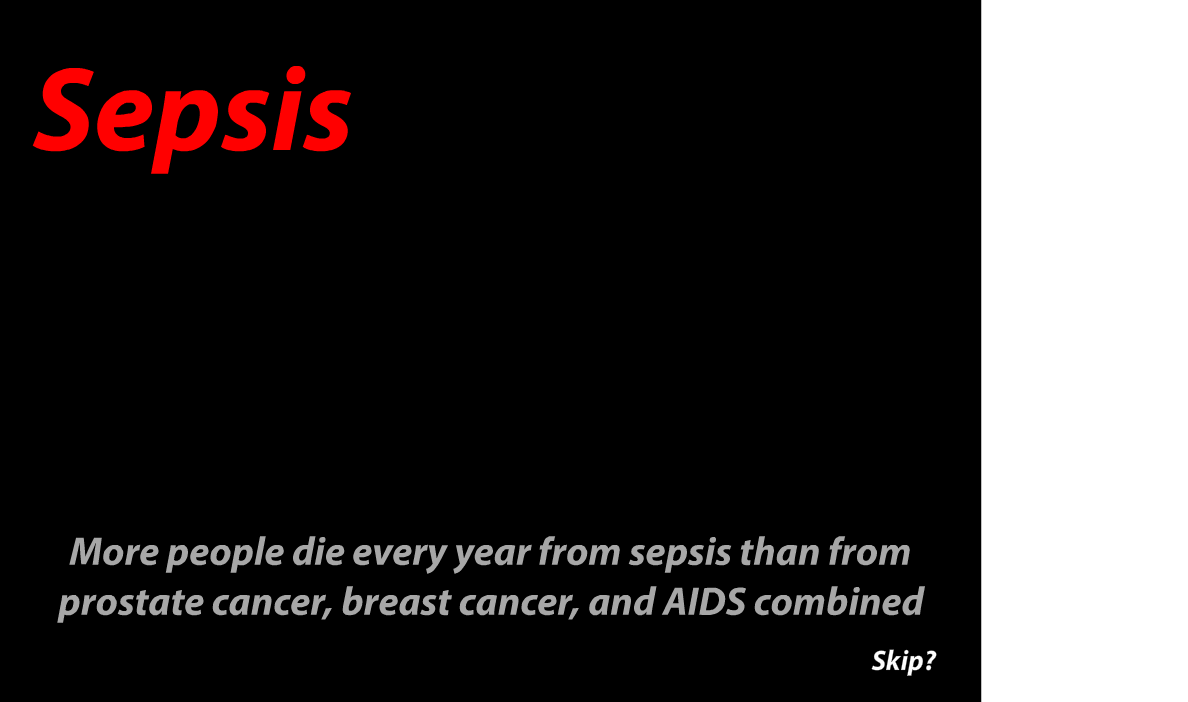 Sepsis
More people die every year from sepsis than from
prostate cancer, breast cancer, and AIDS combined
Skip?